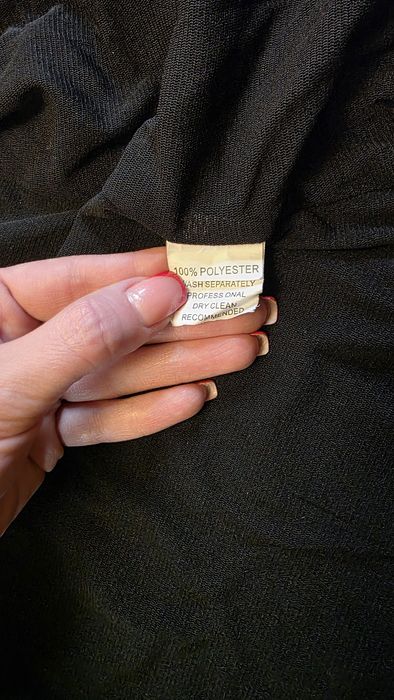 100% POLYESTER
WASH SEPARATELY
PROFESSIONAL
DRY CLEAN
RECOMMENDED